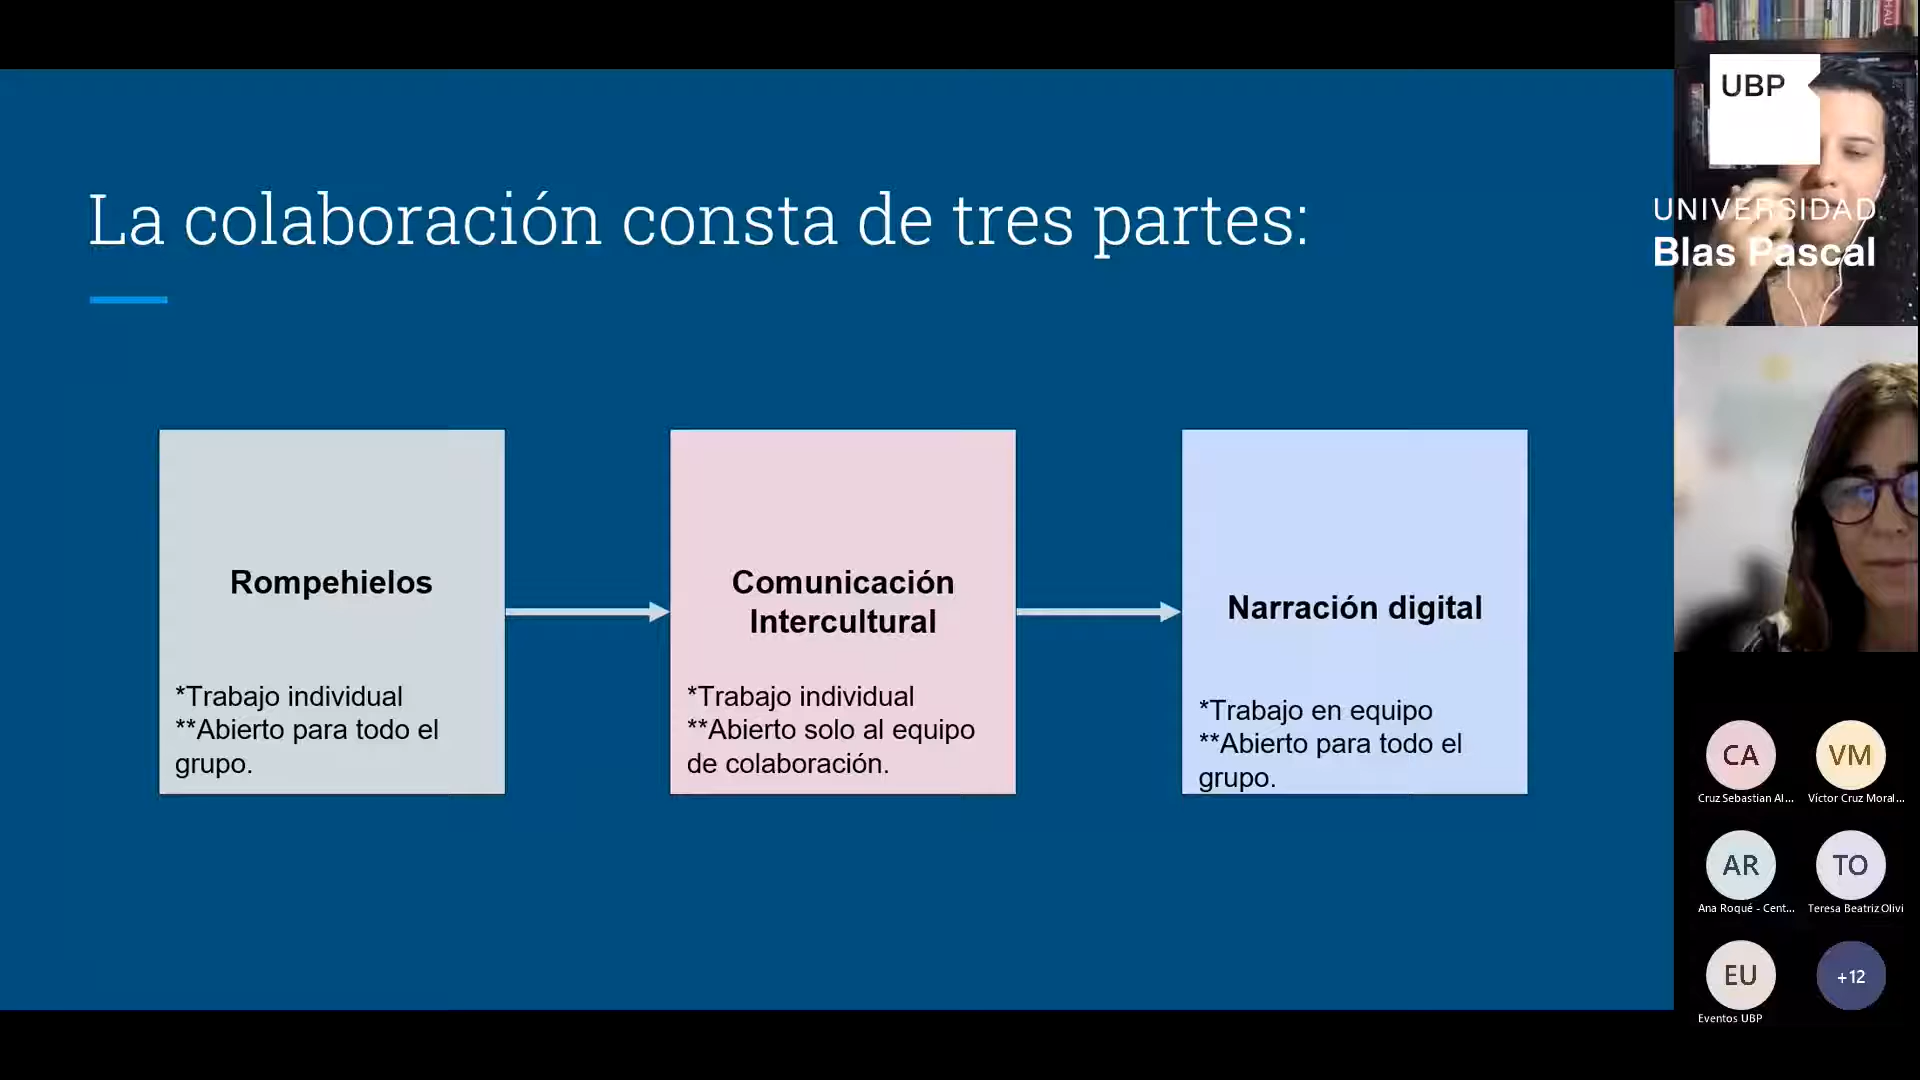 La colaboración consta de tres partes:
Rompehielos
*Trabajo individual
**Abierto para todo el
grupo.
Comunicación
Intercultural
*Trabajo individual
**Abierto solo al equipo
de colaboración.
Narración digital
*Trabajo en equipo
**Abierto para todo el
grupo.
UBP
UNIVERSIDAD
Blas Pascal
CA
Cruz Sebastian Al...
VM
Víctor Cruz Moral...
AR
Ana Roqué - Cent...
TO
Teresa Beatriz Olivi
EU
Eventos UBP
+12